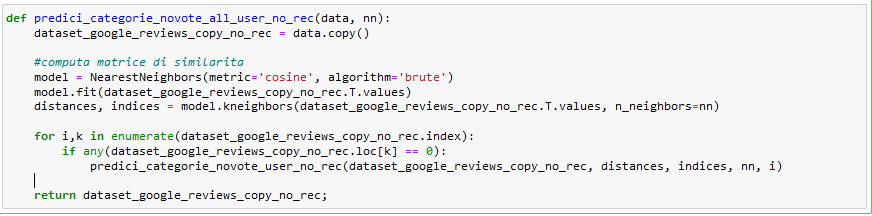 def predici_categorie_novote_all_user_no_rec(data, nn):
    dataset_google_reviews_copy_no_rec = data.copy()
    #computa matrice di similarita
    model = NearestNeighbors(metric='cosine', algorithm='brute')
    model.fit(dataset_google_reviews_copy_no_rec.T.values)
    distances, indices = model.kneighbors(dataset_google_reviews_copy_no_rec.T.values, n_neighbors=nn)
    for i,k in enumerate(dataset_google_reviews_copy_no_rec.index):
        if any(dataset_google_reviews_copy_no_rec.loc[k] == 0):
            predici_categorie_novote_user_no_rec(dataset_google_reviews_copy_no_rec, distances, indices, nn, i)
    return dataset_google_reviews_copy_no_rec;